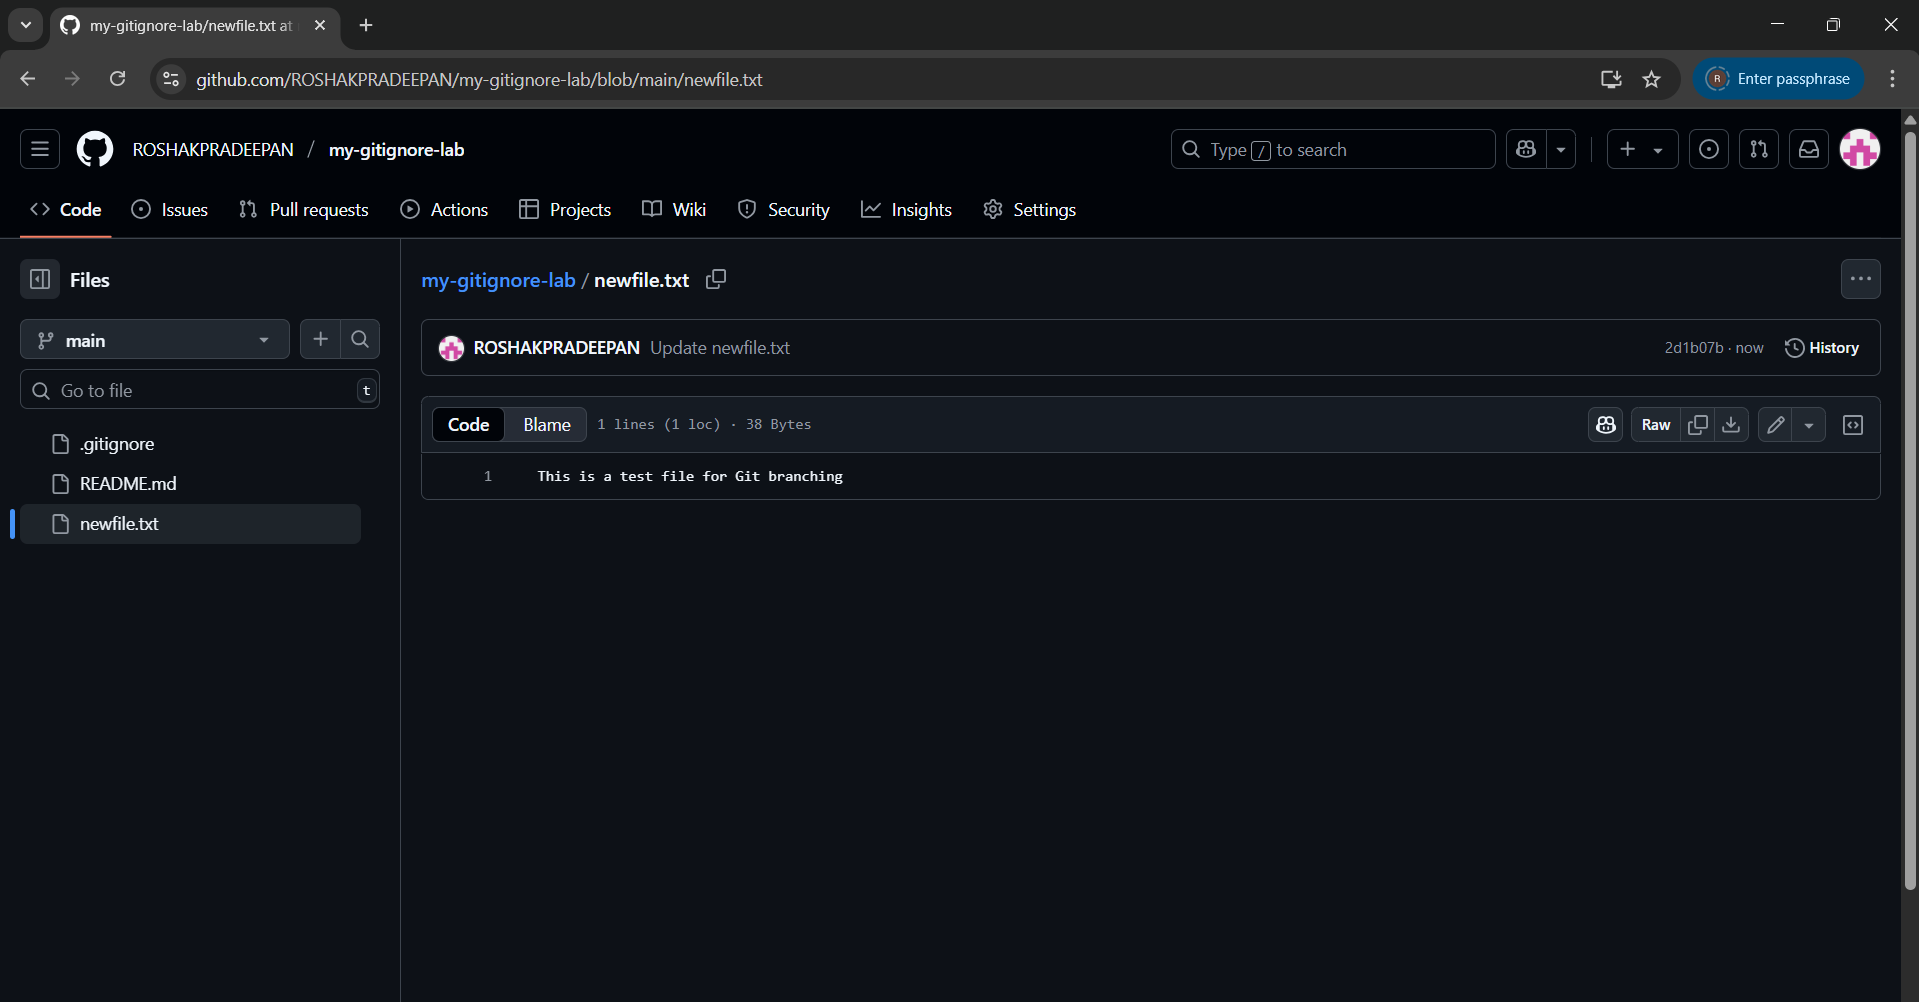 my-gitignore-lab/newfile.txt at
github.com/ROSHAKPRADEEPAN/my-gitignore-lab/blob/main/newfile.txt
R Enter passphrase
ROSHAKPRADEEPAN / my-gitignore-lab
Type / to search
Code Issues Pull requests Actions Projects Wiki Security Insights Settings
Files
my-gitignore-lab / newfile.txt
main
ROSHAKPRADEEPAN Update newfile.txt
2d1b07b · now History
Go to file t
Code Blame 1 lines (1 loc) · 38 Bytes
Raw
.gitignore
1 This is a test file for Git branching
README.md
newfile.txt